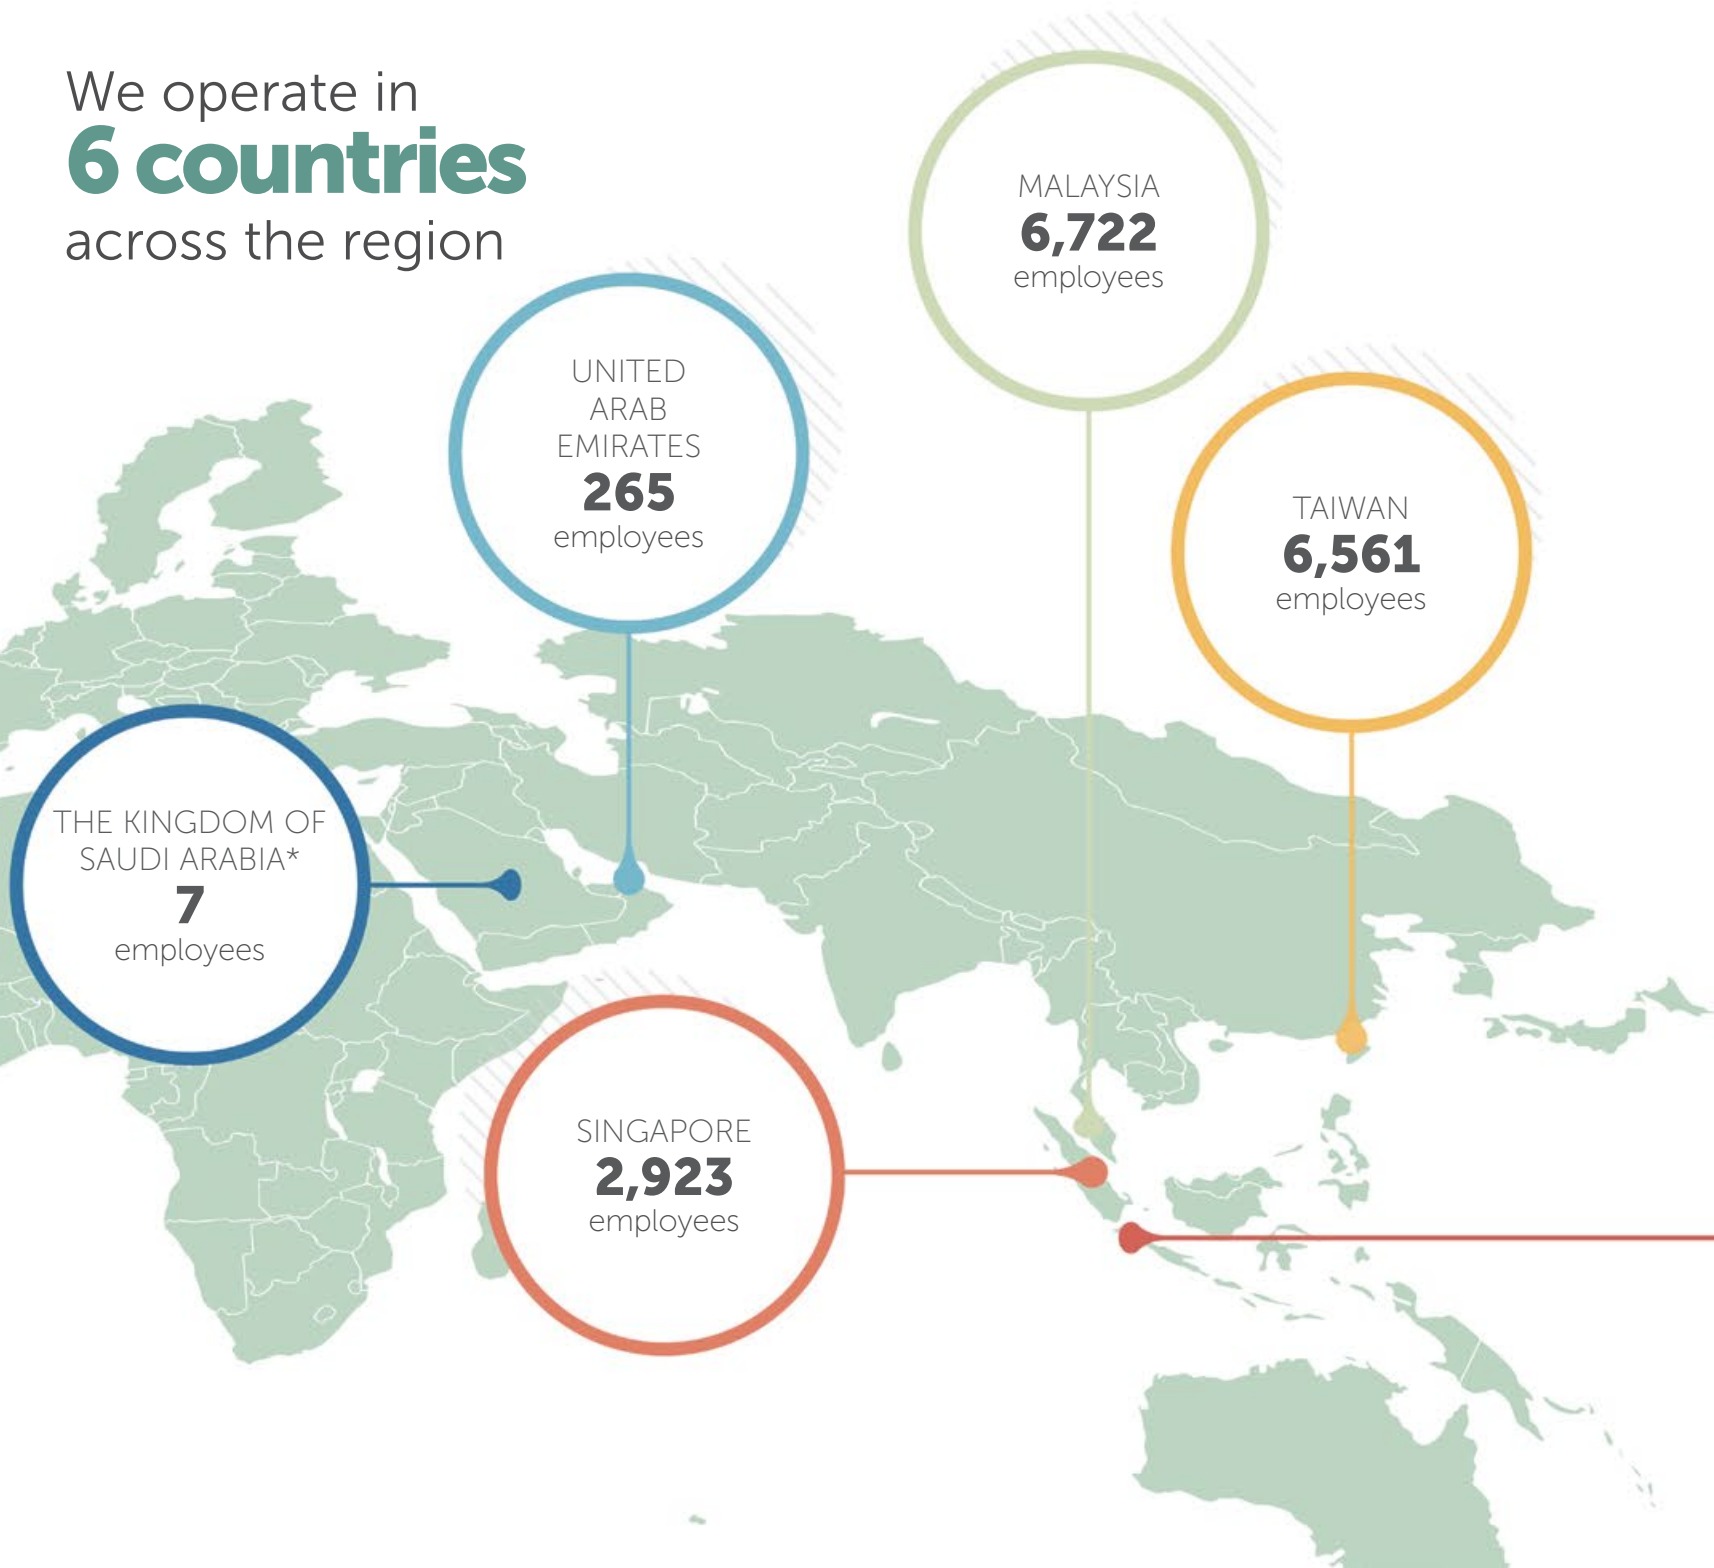 We operate in
6 countries
across the region
MALAYSIA
6,722
employees
UNITED
ARAB
EMIRATES
265
employees
TAIWAN
6,561
employees
THE KINGDOM OF
SAUDI ARABIA*
7
employees
SINGAPORE
2,923
employees